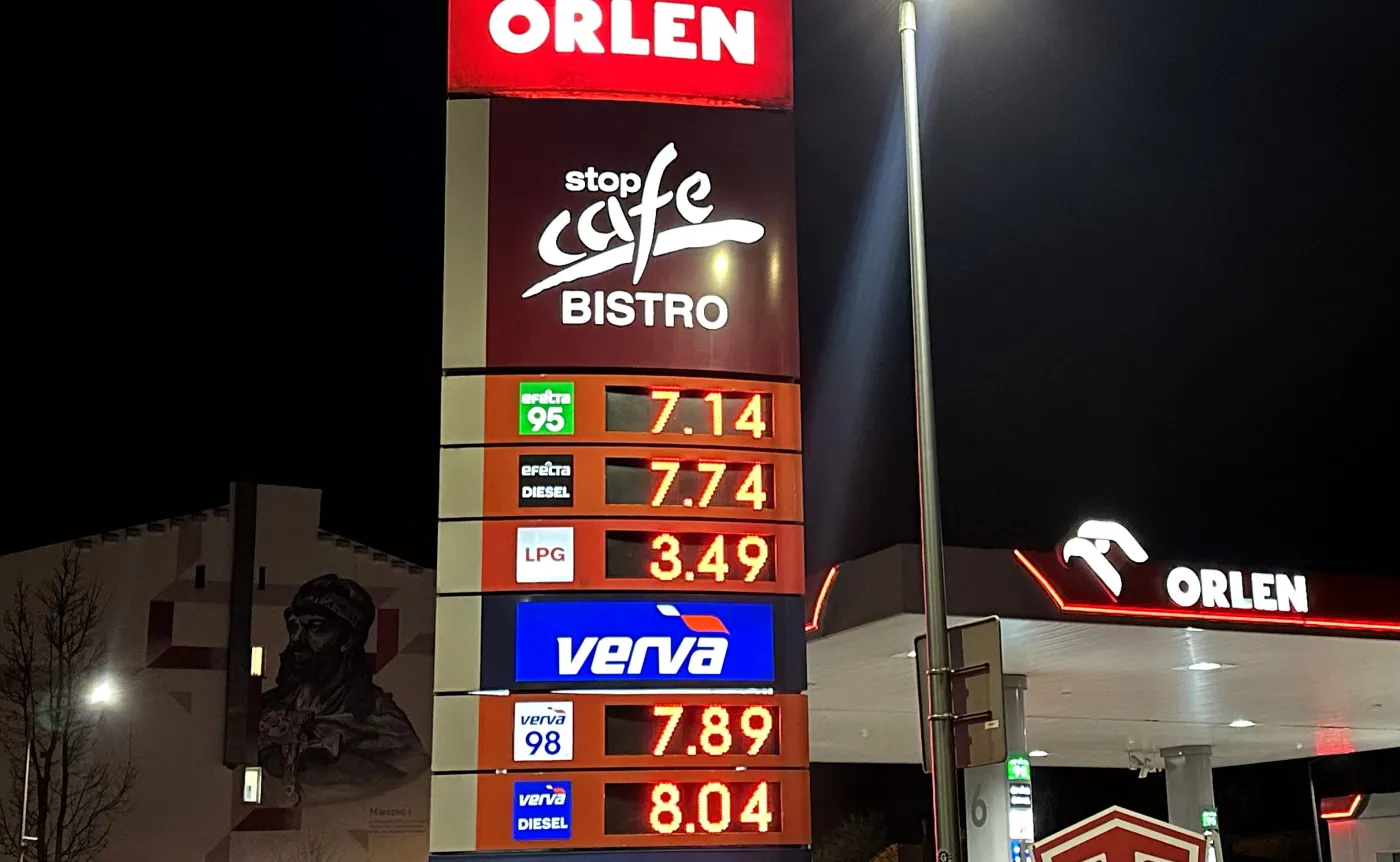 ORLEN
stop
cafe
BISTRO
efecta
95
7.14
efecta
DIESEL
7.74
LPG
3.49
verva
verva
98
7.89
verva
DIESEL
8.04
ORLEN
6
Mieszko I